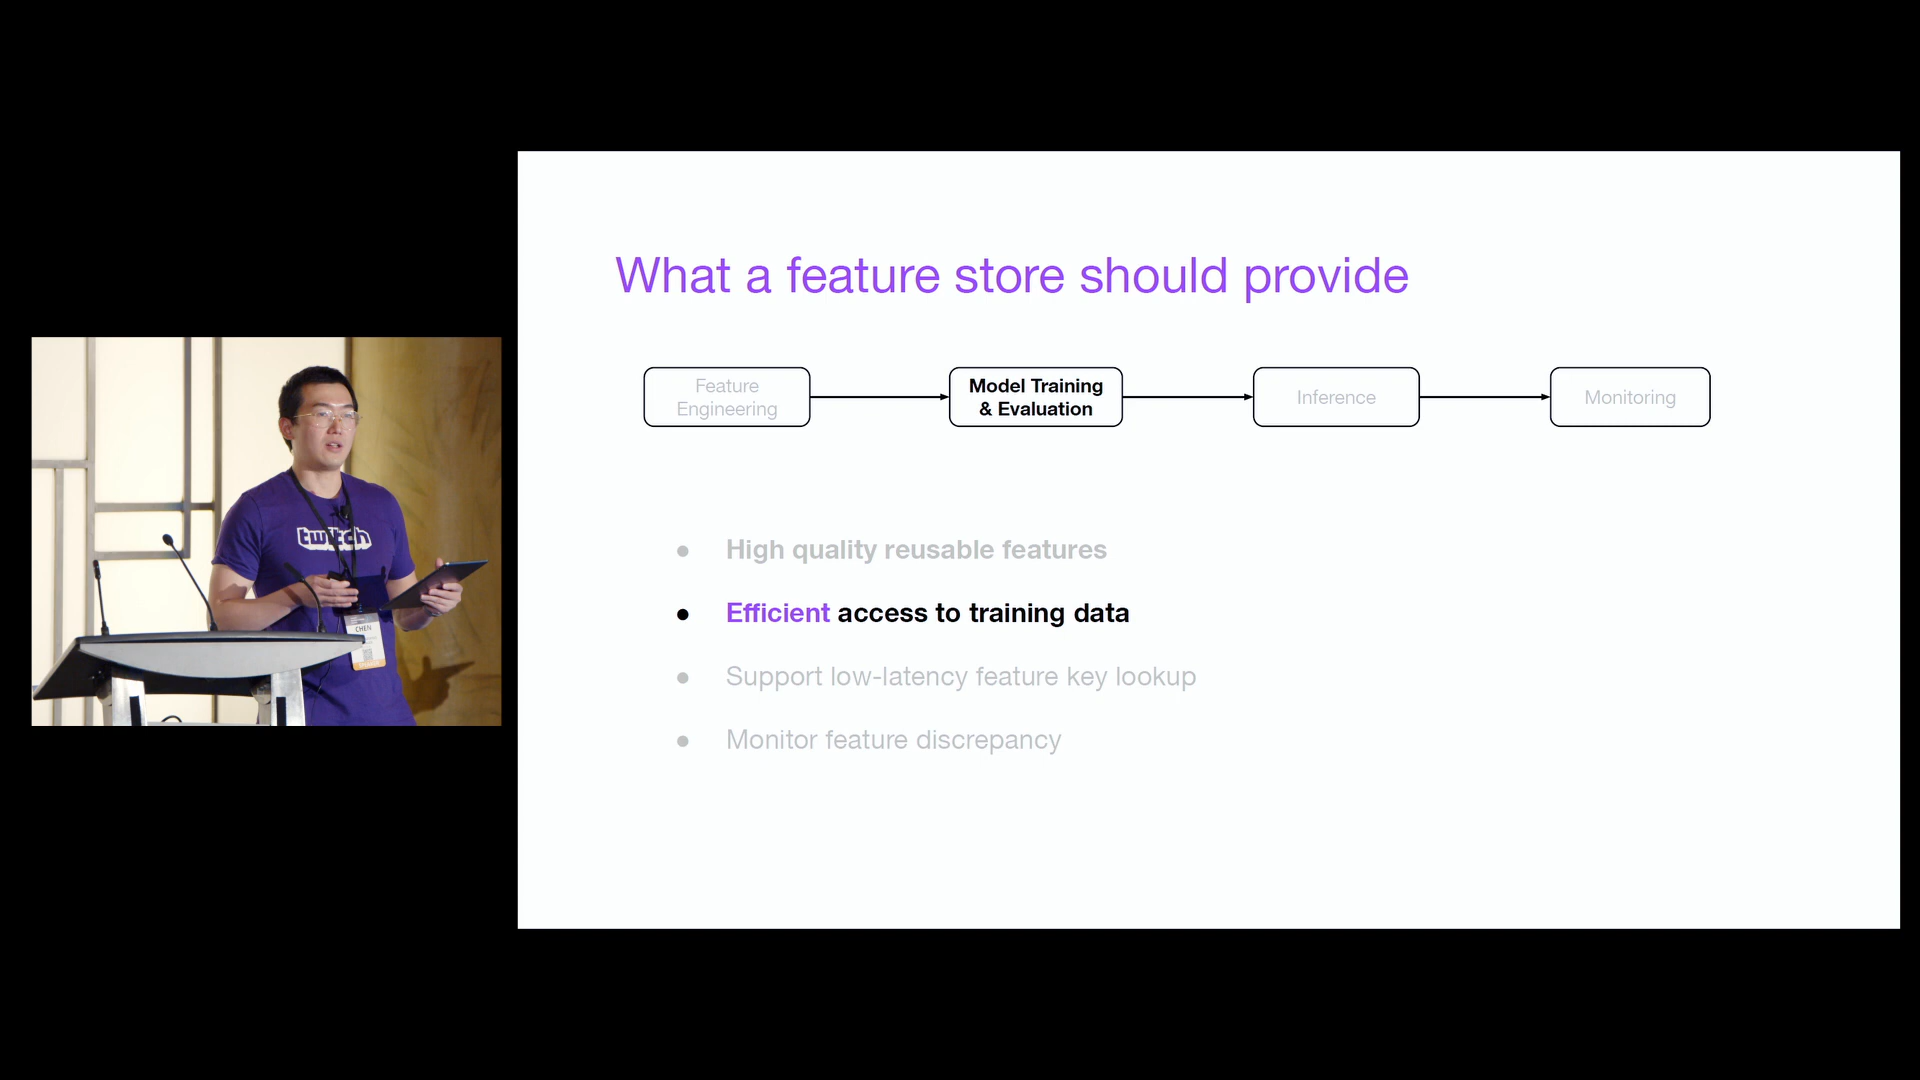 What a feature store should provide
Feature
Engineering
Model Training
& Evaluation
Inference
Monitoring
● High quality reusable features
● Efficient access to training data
● Support low-latency feature key lookup
● Monitor feature discrepancy
twitch
CHEN